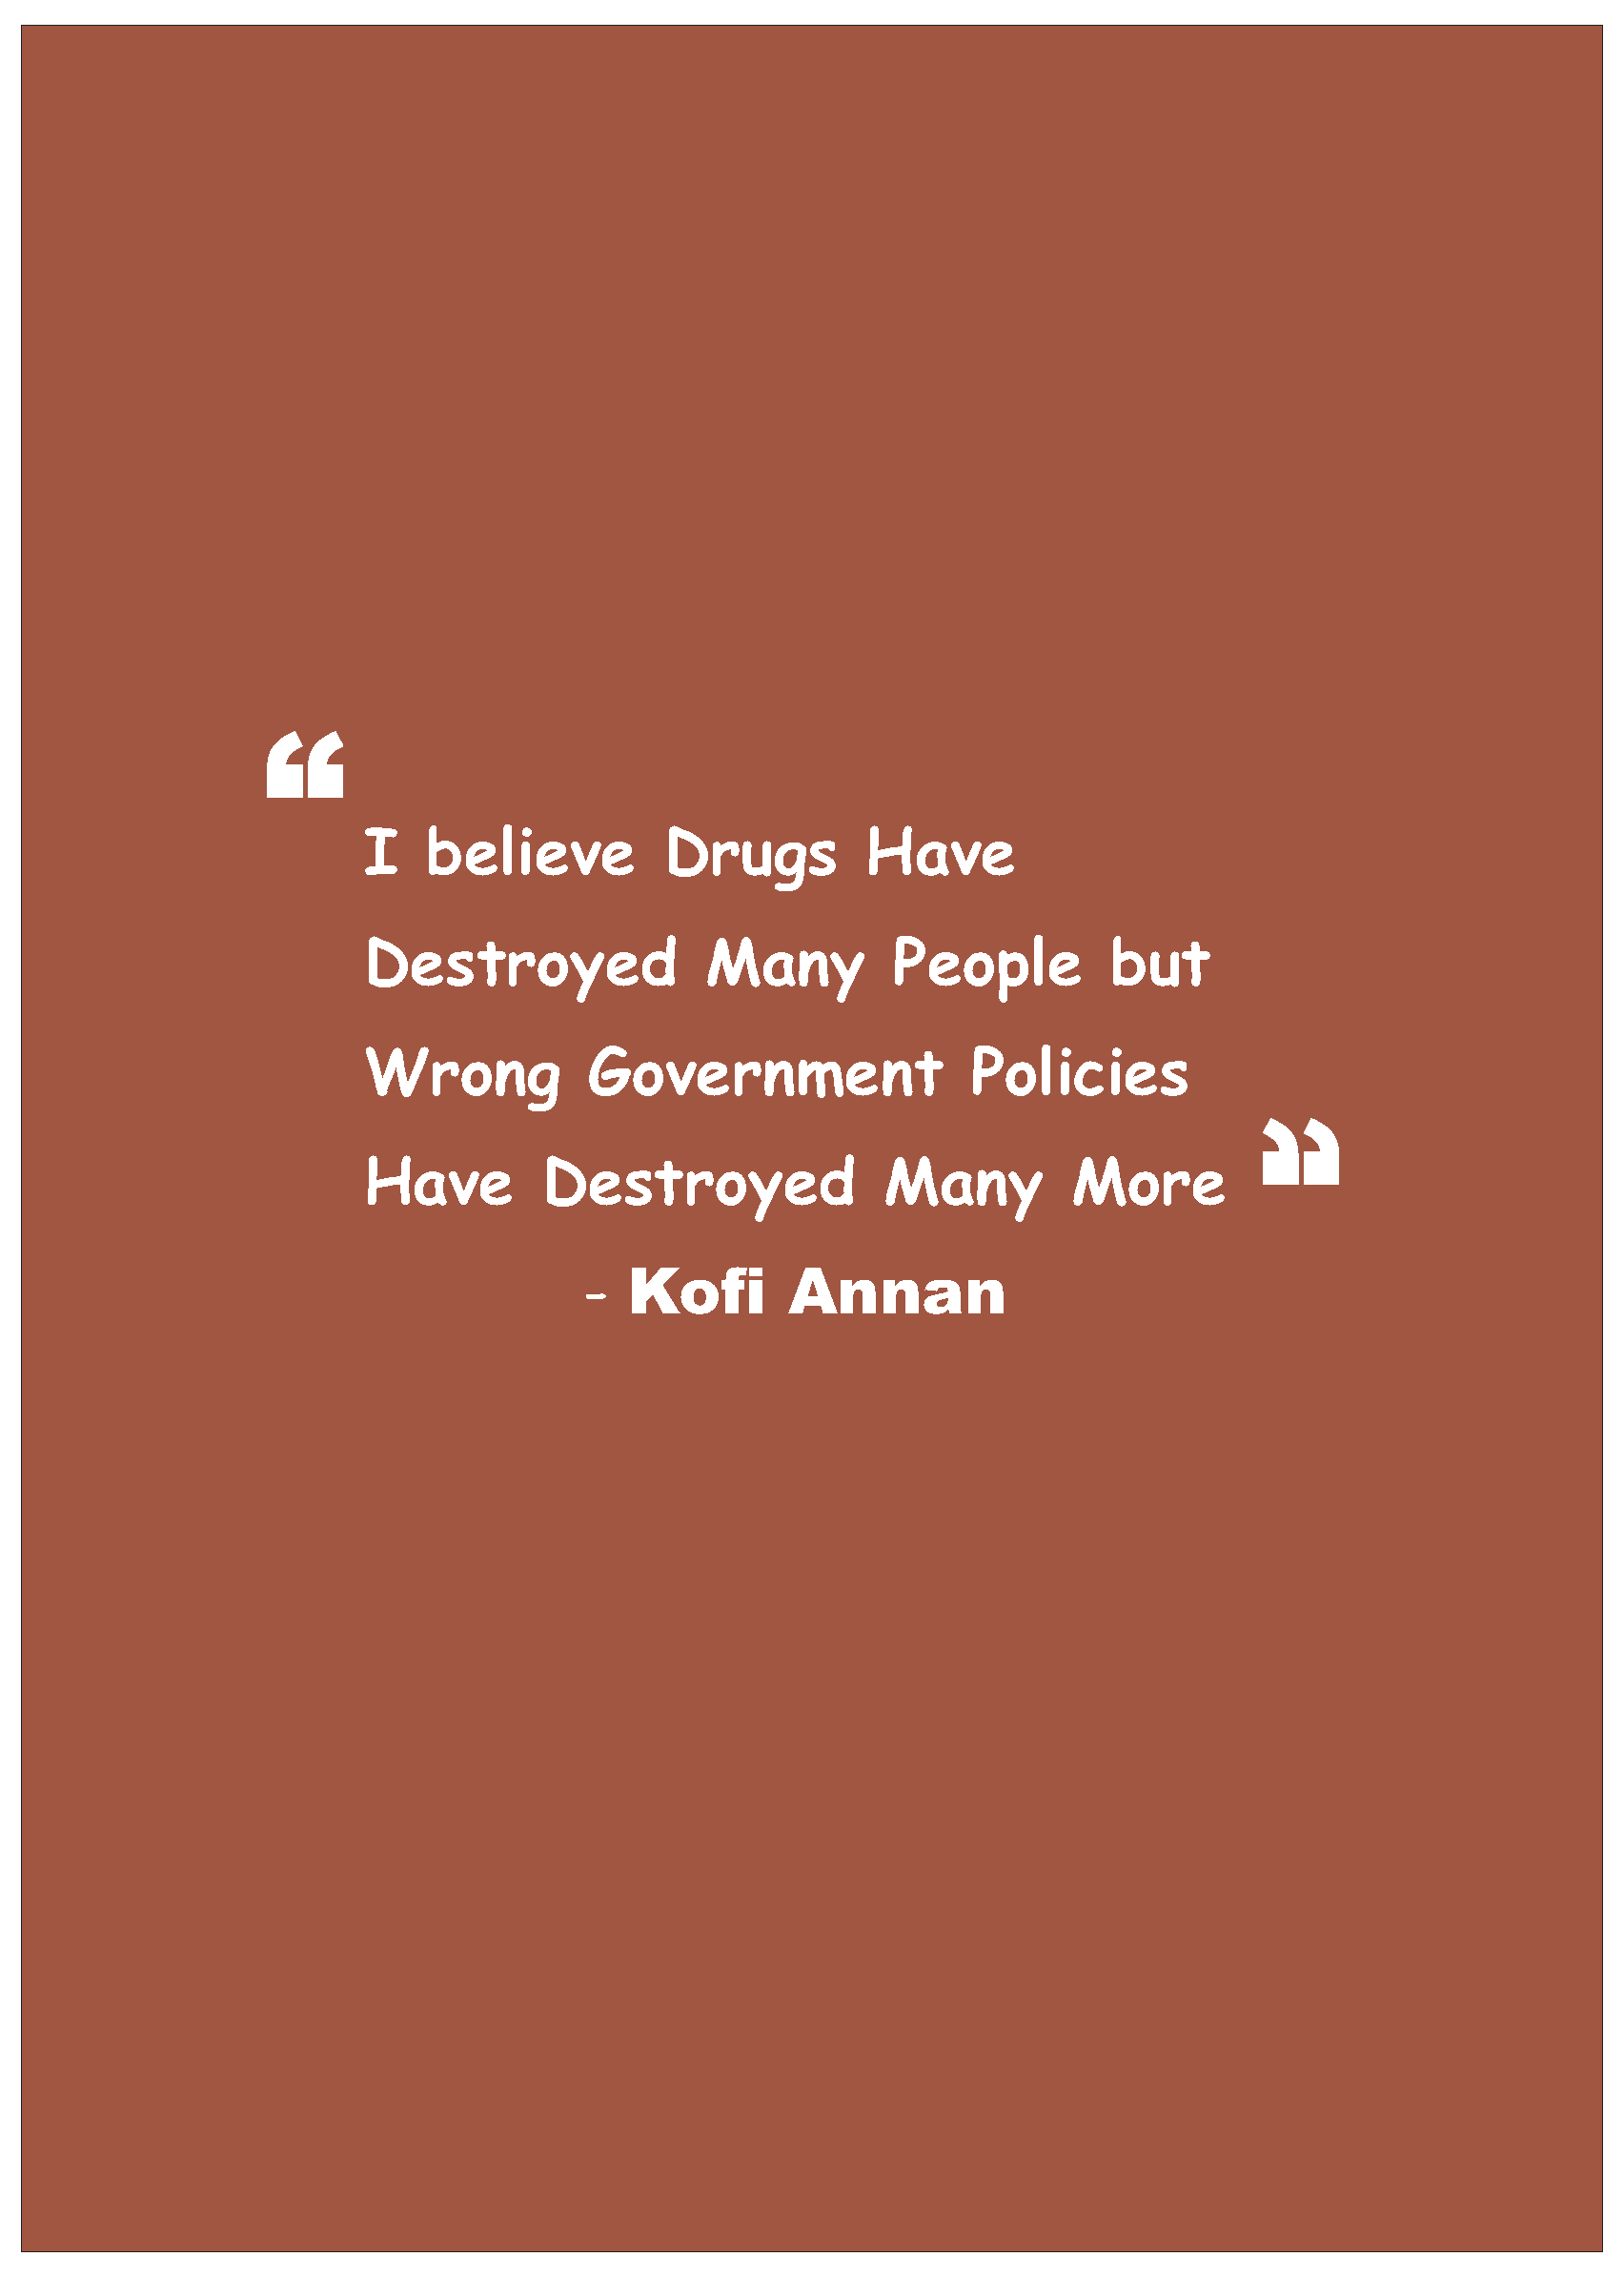 “
I believe Drugs Have
Destroyed Many People but
Wrong Government Policies
Have Destroyed Many More ”
- Kofi Annan